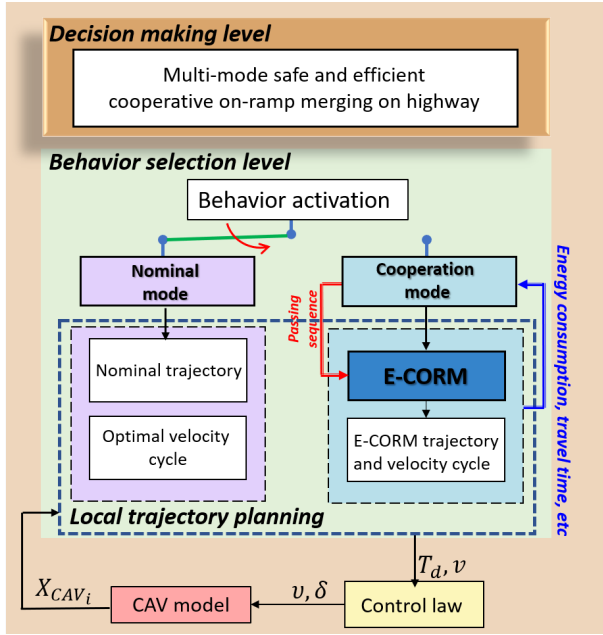 Decision making level
Multi-mode safe and efficient
cooperative on-ramp merging on highway
Behavior selection level
Behavior activation
Nominal
mode
Cooperation
mode
Passing
sequence
Energy consumption, travel time, etc
Nominal trajectory
E-CORM
Optimal velocity
cycle
E-CORM trajectory
and velocity cycle
Local trajectory planning
T_d, v
X_{CAV_i}
CAV model
υ, δ
Control law